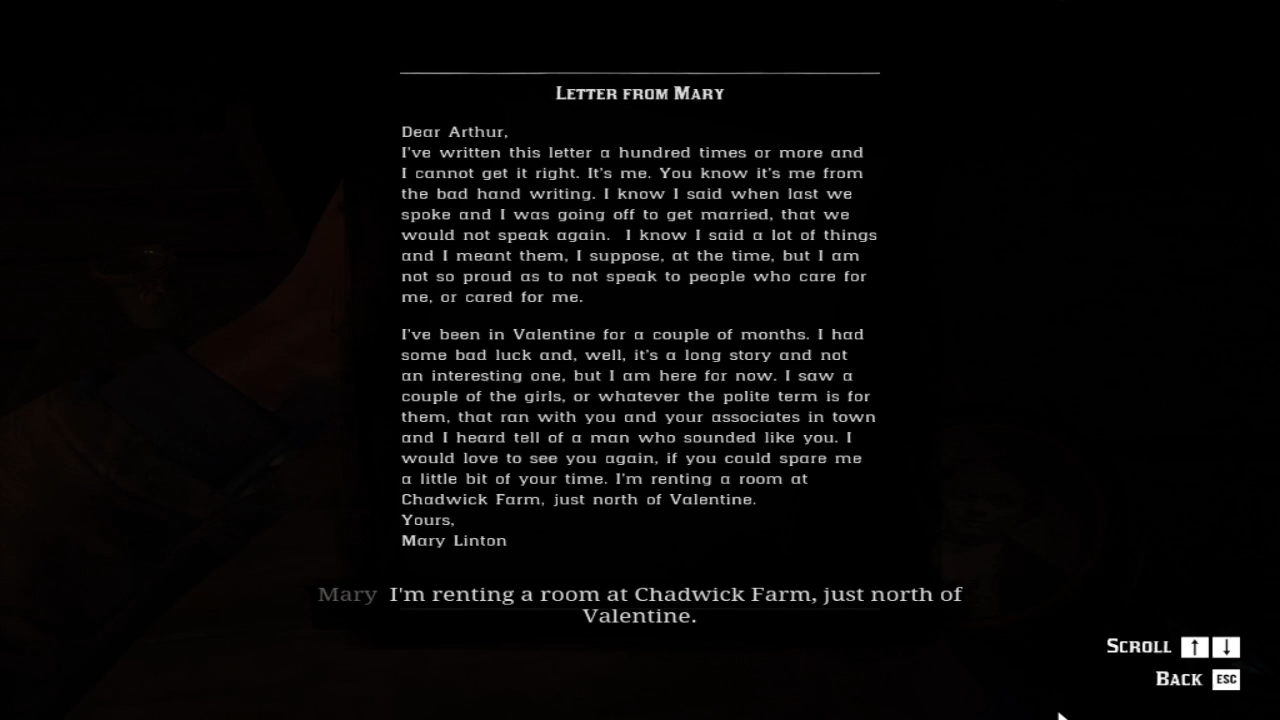 Letter from Mary
Dear Arthur,
I've written this letter a hundred times or more and
I cannot get it right. It's me. You know it's me from
the bad hand writing. I know I said when last we
spoke and I was going off to get married, that we
would not speak again.  I know I said a lot of things
and I meant them, I suppose, at the time, but I am
not so proud as to not speak to people who care for
me, or cared for me.
I've been in Valentine for a couple of months. I had
some bad luck and, well, it's a long story and not
an interesting one, but I am here for now. I saw a
couple of the girls, or whatever the polite term is for
them, that ran with you and your associates in town
and I heard tell of a man who sounded like you. I
would love to see you again, if you could spare me
a little bit of your time. I'm renting a room at
Chadwick Farm, just north of Valentine.
Yours,
Mary Linton
Mary I'm renting a room at Chadwick Farm, just north of
Valentine.
Scroll ↑ ↓
Back ESC